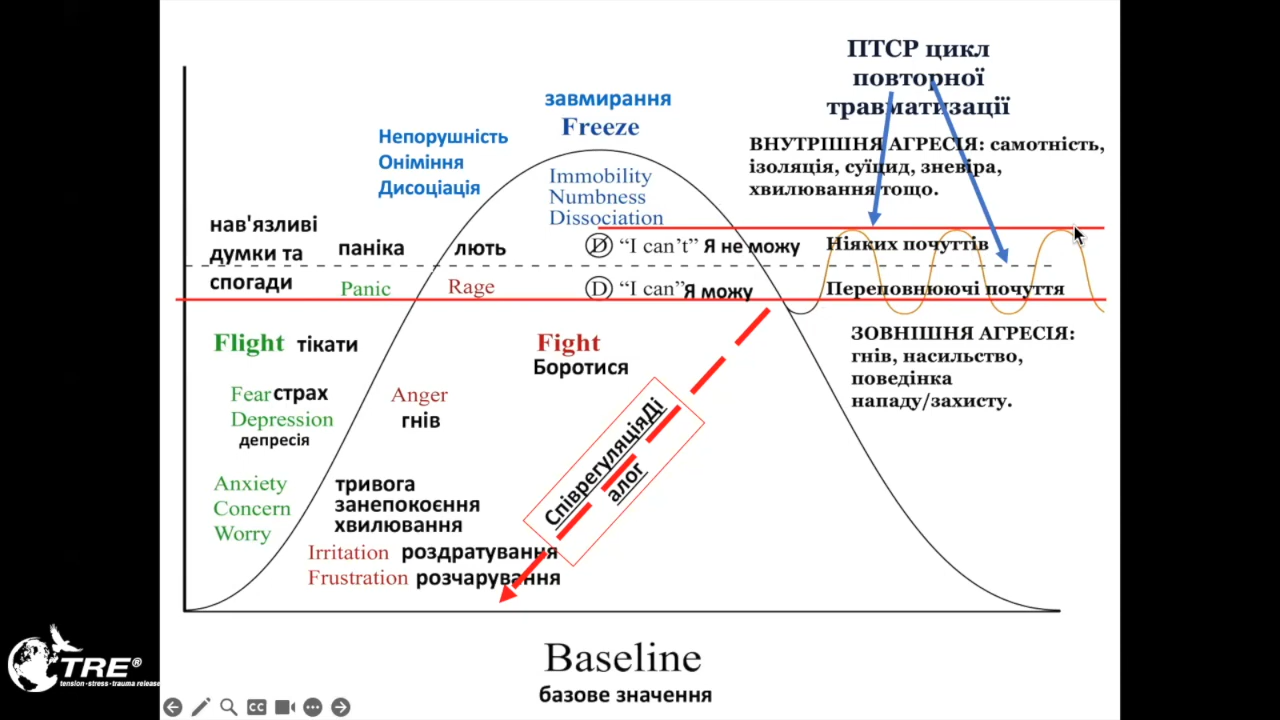 ПТСР цикл
повторної
травматизації
завмирання
Freeze
Непорушність
Оніміння
Дисоціація
ВНУТРІШНЯ АГРЕСІЯ: самотність,
ізоляція, суїцид, зневіра,
хвилювання тощо.
Immobility
Numbness
Dissociation
нав'язливі
думки та
спогади
паніка
лють
D “I can't” Я не можу
Ніяких почуттів
Panic
Rage
D “I can” Я можу
Переповнюючі почуття
Flight тікати
Fight
Боротися
ЗОВНІШНЯ АГРЕСІЯ:
гнів, насильство,
поведінка
нападу/захисту.
Fear страх
Depression
депресія
Anger
гнів
СпіврегуляціяДі
алог
Anxiety
Concern
Worry
тривога
занепокоєння
хвилювання
Irritation роздратування
Frustration розчарування
Baseline
базове значення
TRE®
tension·stress·trauma release
CC